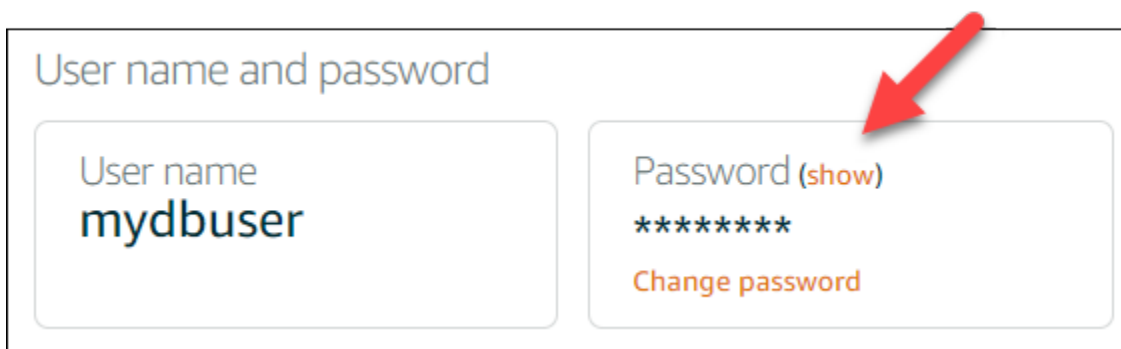 User name and password
User name
mydbuser
Password (show)
********
Change password